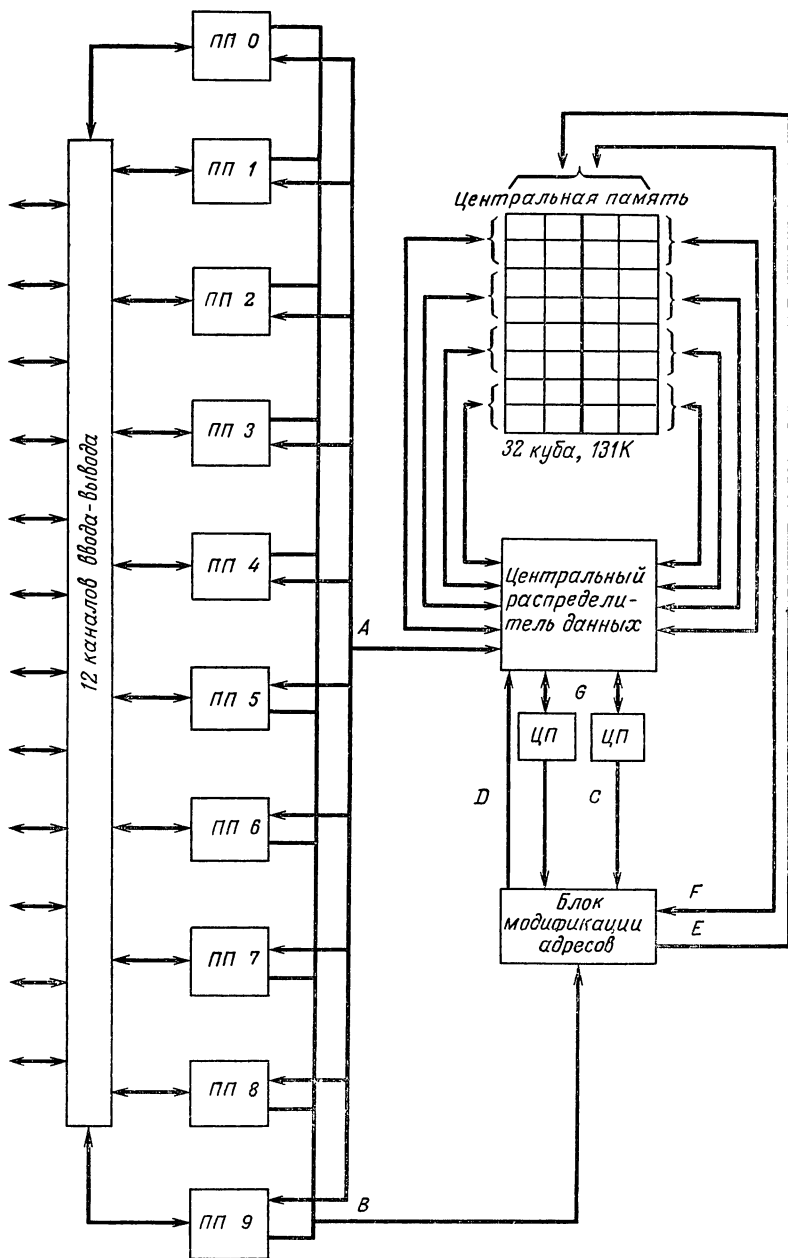 ПП 0
ПП 1
Центральная память
ПП 2
ПП 3
32 куба, 131К
12 каналов ввода-вывода
ПП 4
Центральный
распредели-
тель данных
A
ПП 5
G
ЦП
ЦП
D
C
ПП 6
Блок
модификации
адресов
F
E
ПП 7
ПП 8
B
ПП 9